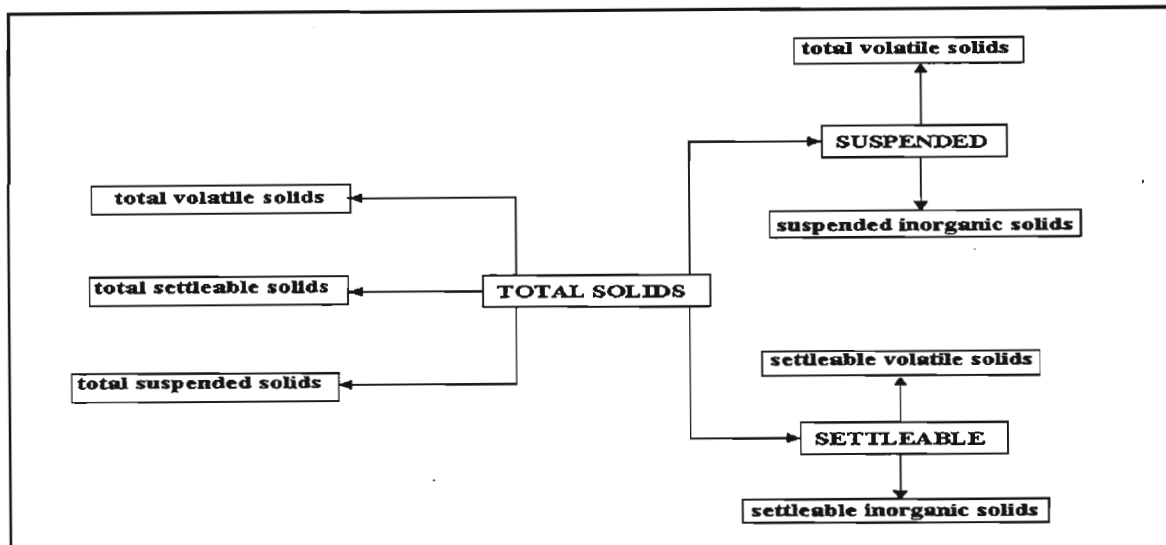 total volatile solids
SUSPENDED
total volatile solids
suspended inorganic solids
total settleable solids
TOTAL SOLIDS
settleable volatile solids
total suspended solids
SETTLEABLE
settleable inorganic solids